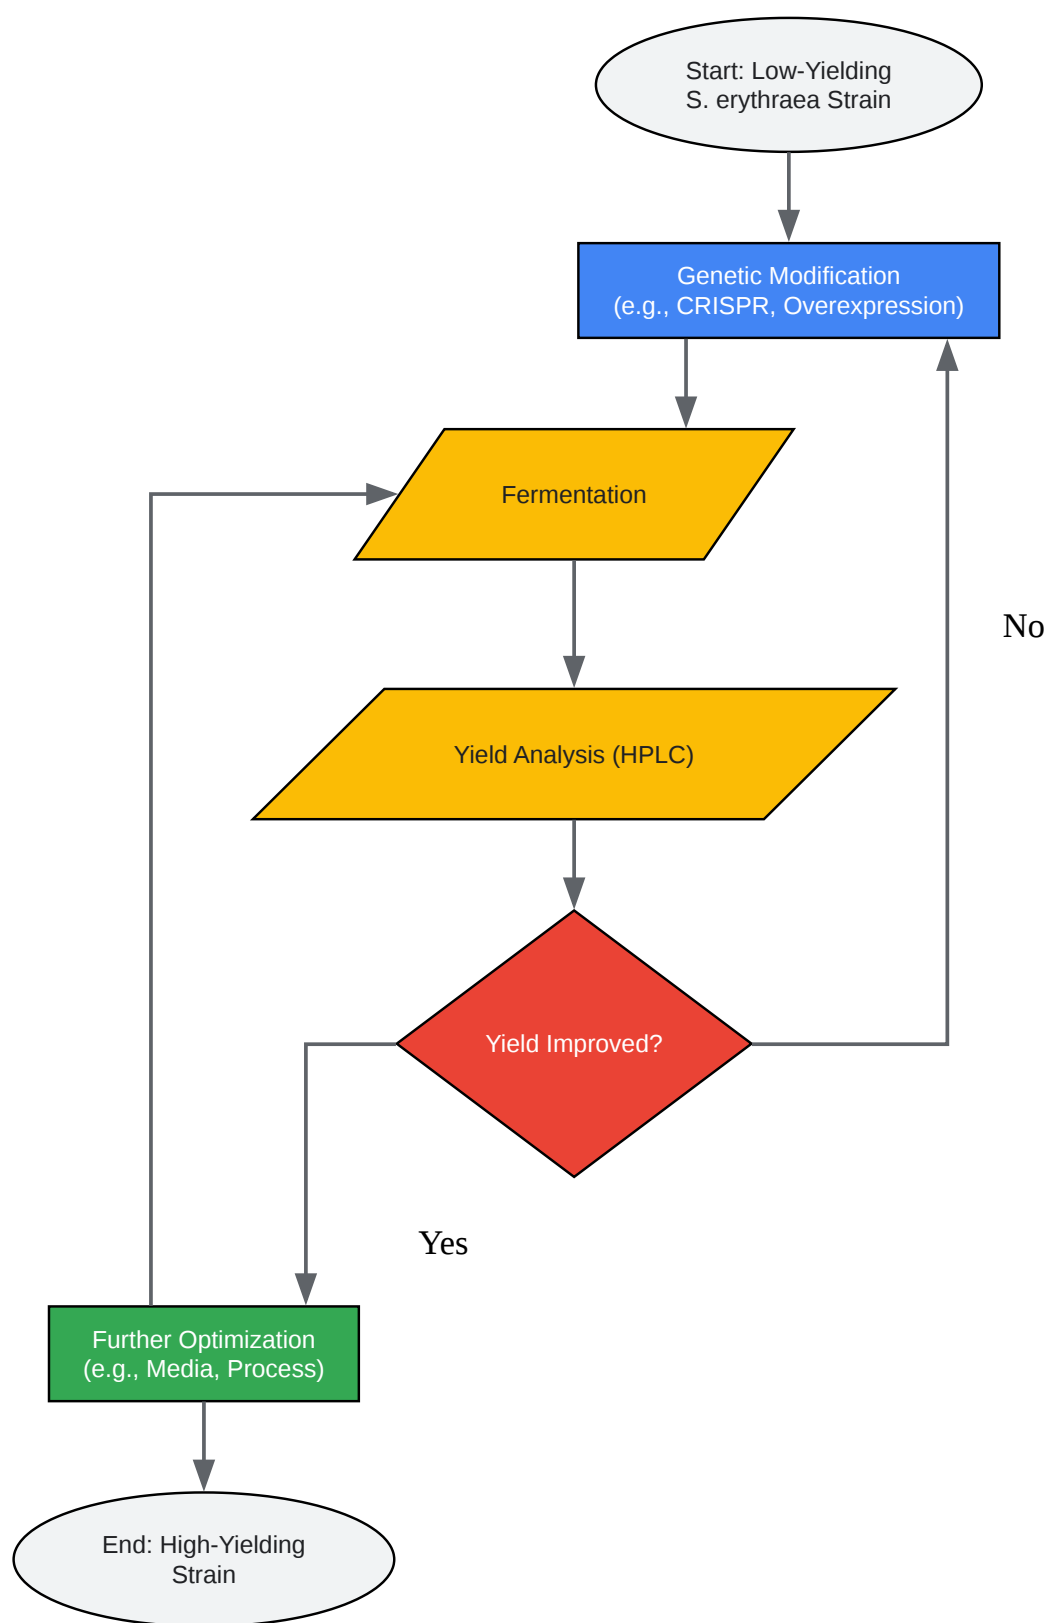 Start: Low-Yielding
S. erythraea Strain
Genetic Modification
(e.g., CRISPR, Overexpression)
Fermentation
No
Yield Analysis (HPLC)
Yield Improved?
Yes
Further Optimization
(e.g., Media, Process)
End: High-Yielding
Strain